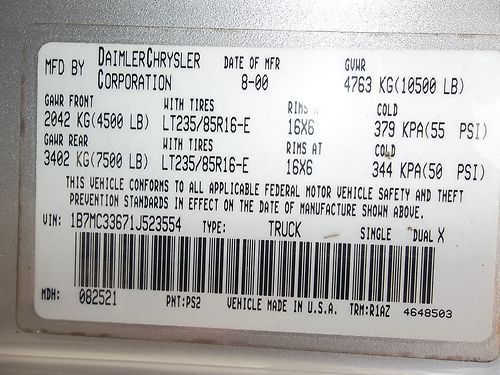 MFD BY DAIMLERCHRYSLER CORPORATION DATE OF MFR 8-00 GVWR 4763 KG(10500 LB)
GAWR FRONT WITH TIRES RIMS AT COLD
2042 KG(4500 LB) LT235/85R16-E 16X6 379 KPA(55 PSI)
GAWR REAR WITH TIRES RIMS AT COLD
3402 KG(7500 LB) LT235/85R16-E 16X6 344 KPA(50 PSI)
THIS VEHICLE CONFORMS TO ALL APPLICABLE FEDERAL MOTOR VEHICLE SAFETY AND THEFT
PREVENTION STANDARDS IN EFFECT ON THE DATE OF MANUFACTURE SHOWN ABOVE.
VIN: 1B7MC33671J523554 TYPE: TRUCK SINGLE DUAL X
MDH: 082521 PNT:PS2 VEHICLE MADE IN U.S.A. TRM:R1AZ 4648503